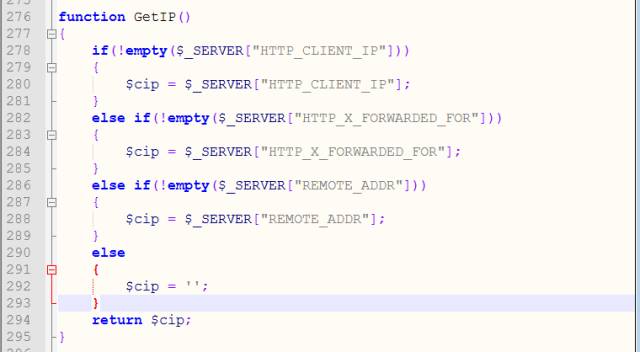 276 function GetIP()
277 {
278 if(!empty($_SERVER["HTTP_CLIENT_IP"]))
279 {
280 $cip = $_SERVER["HTTP_CLIENT_IP"];
281 }
282 else if(!empty($_SERVER["HTTP_X_FORWARDED_FOR"]))
283 {
284 $cip = $_SERVER["HTTP_X_FORWARDED_FOR"];
285 }
286 else if(!empty($_SERVER["REMOTE_ADDR"]))
287 {
288 $cip = $_SERVER["REMOTE_ADDR"];
289 }
290 else
291 {
292 $cip = '';
293 }
294 return $cip;
295 }